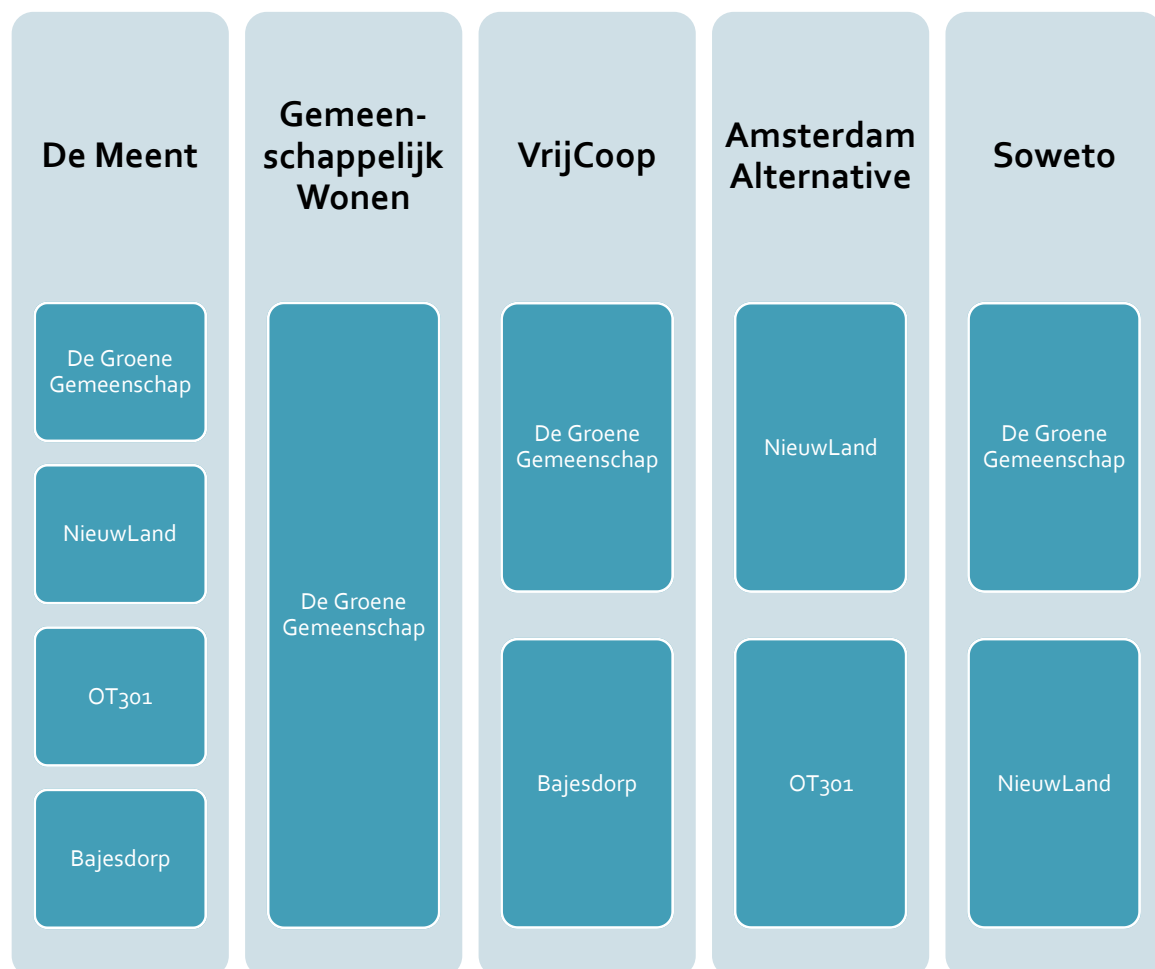 De Meent
De Groene
Gemeenschap
NieuwLand
OT301
Bajesdorp
Gemeen-
schappelijk
Wonen
De Groene
Gemeenschap
VrijCoop
De Groene
Gemeenschap
Bajesdorp
Amsterdam
Alternative
NieuwLand
OT301
Soweto
De Groene
Gemeenschap
NieuwLand